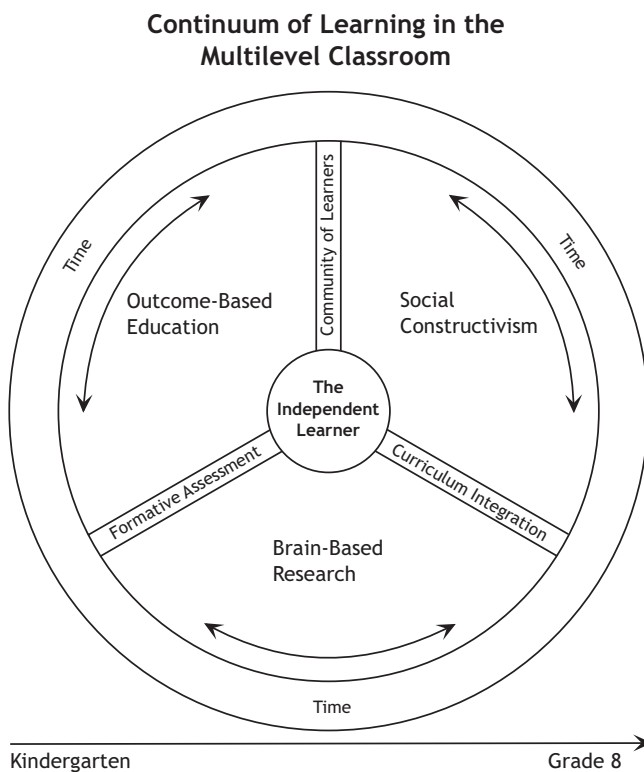 Continuum of Learning in the
Multilevel Classroom
Time
Time
Community of Learners
Outcome-Based
Education
Social
Constructivism
The
Independent
Learner
Formative Assessment
Curriculum Integration
Brain-Based
Research
Time
Kindergarten
Grade 8